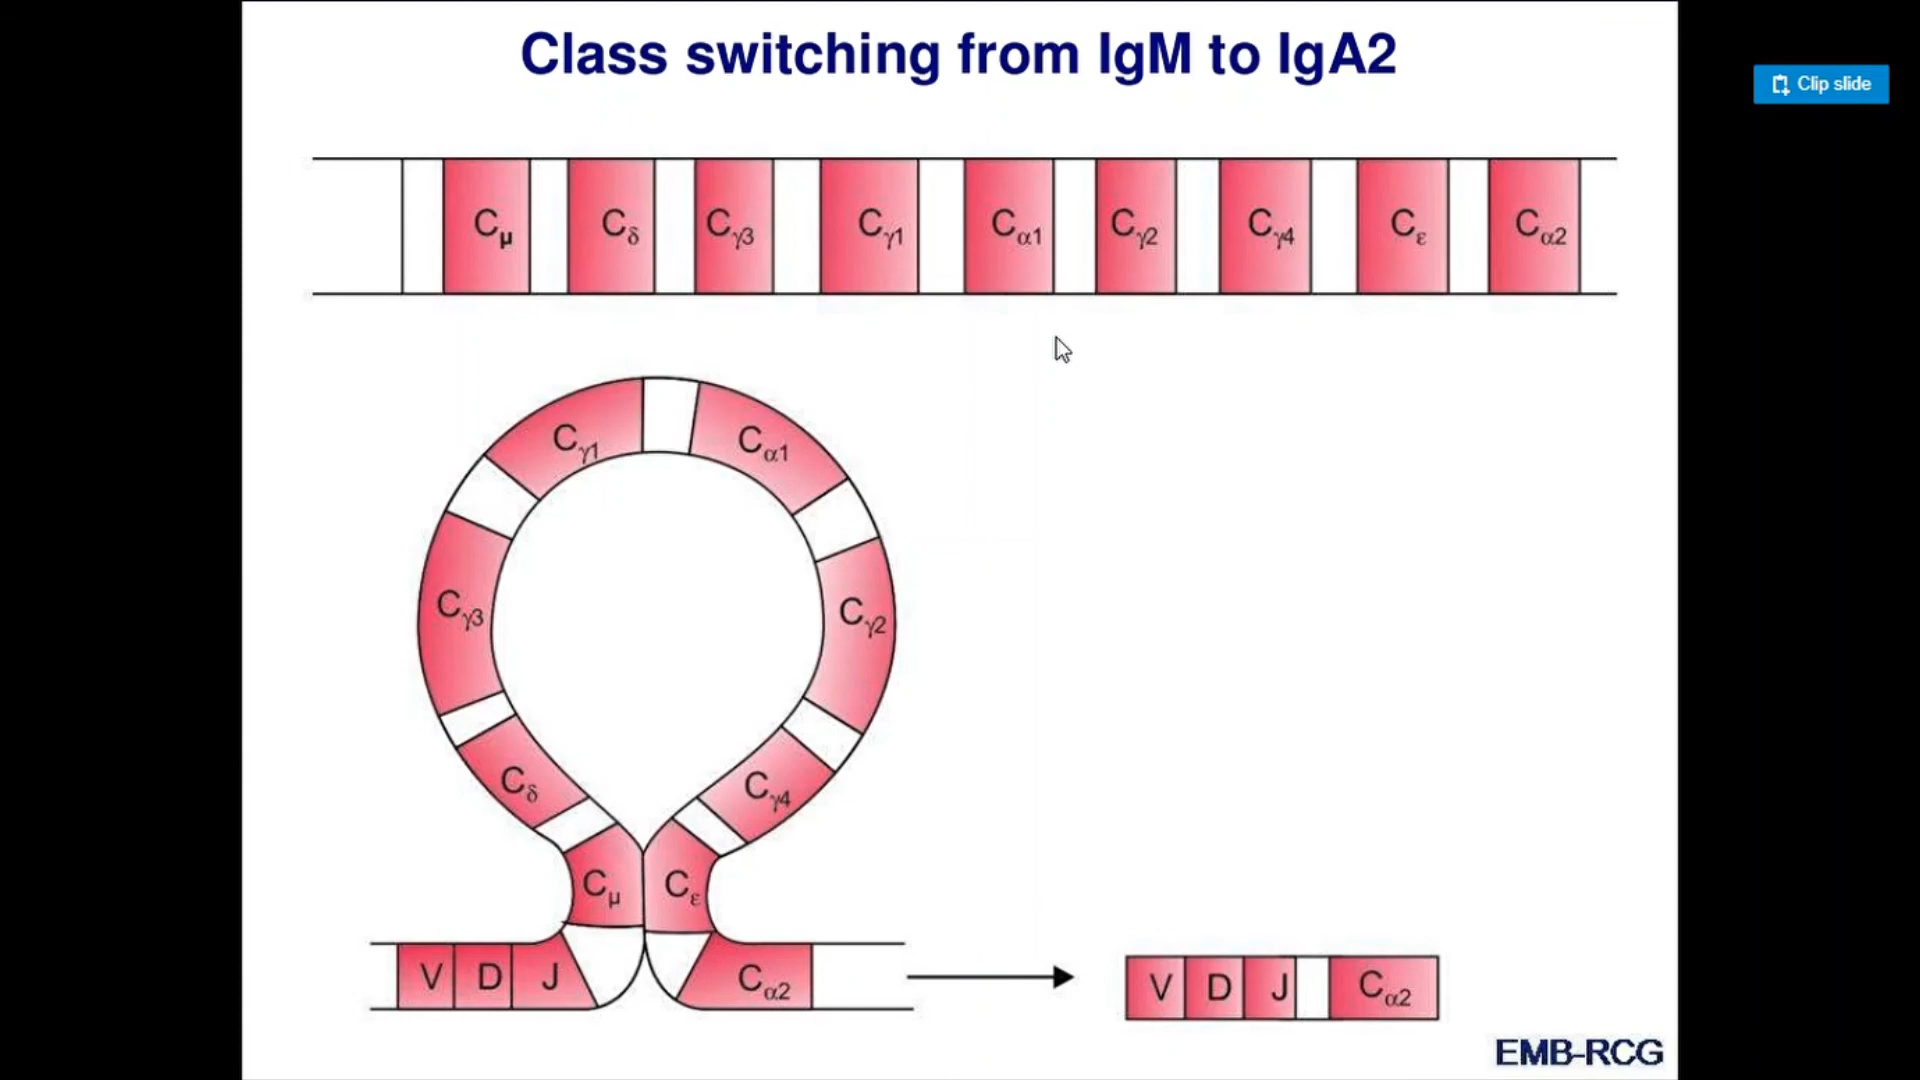 Class switching from IgM to IgA2
Clip slide
Cμ Cδ Cγ3 Cγ1 Cα1 Cγ2 Cγ4 Cε Cα2
Cγ1 Cα1
Cγ3 Cγ2
Cδ Cγ4
Cμ Cε
V D J Cα2
V D J Cα2
EMB-RCG